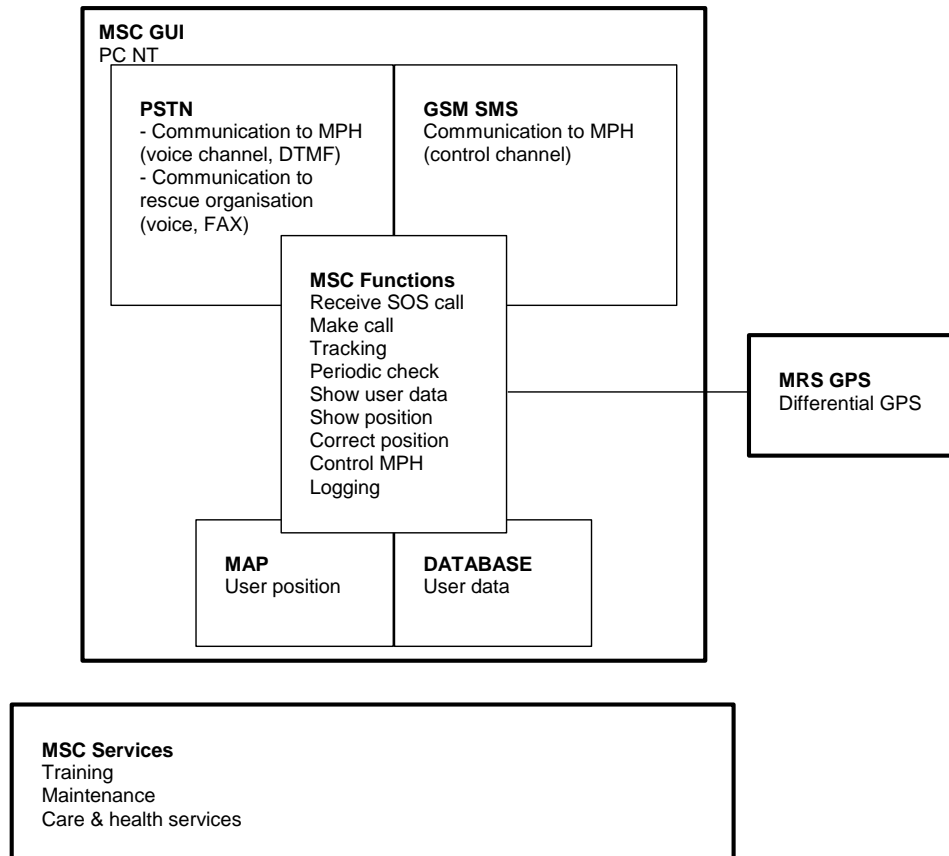 MSC GUI
PC NT
PSTN
- Communication to MPH
(voice channel, DTMF)
- Communication to
rescue organisation
(voice, FAX)
GSM SMS
Communication to MPH
(control channel)
MSC Functions
Receive SOS call
Make call
Tracking
Periodic check
Show user data
Show position
Correct position
Control MPH
Logging
MRS GPS
Differential GPS
MAP
User position
DATABASE
User data
MSC Services
Training
Maintenance
Care & health services